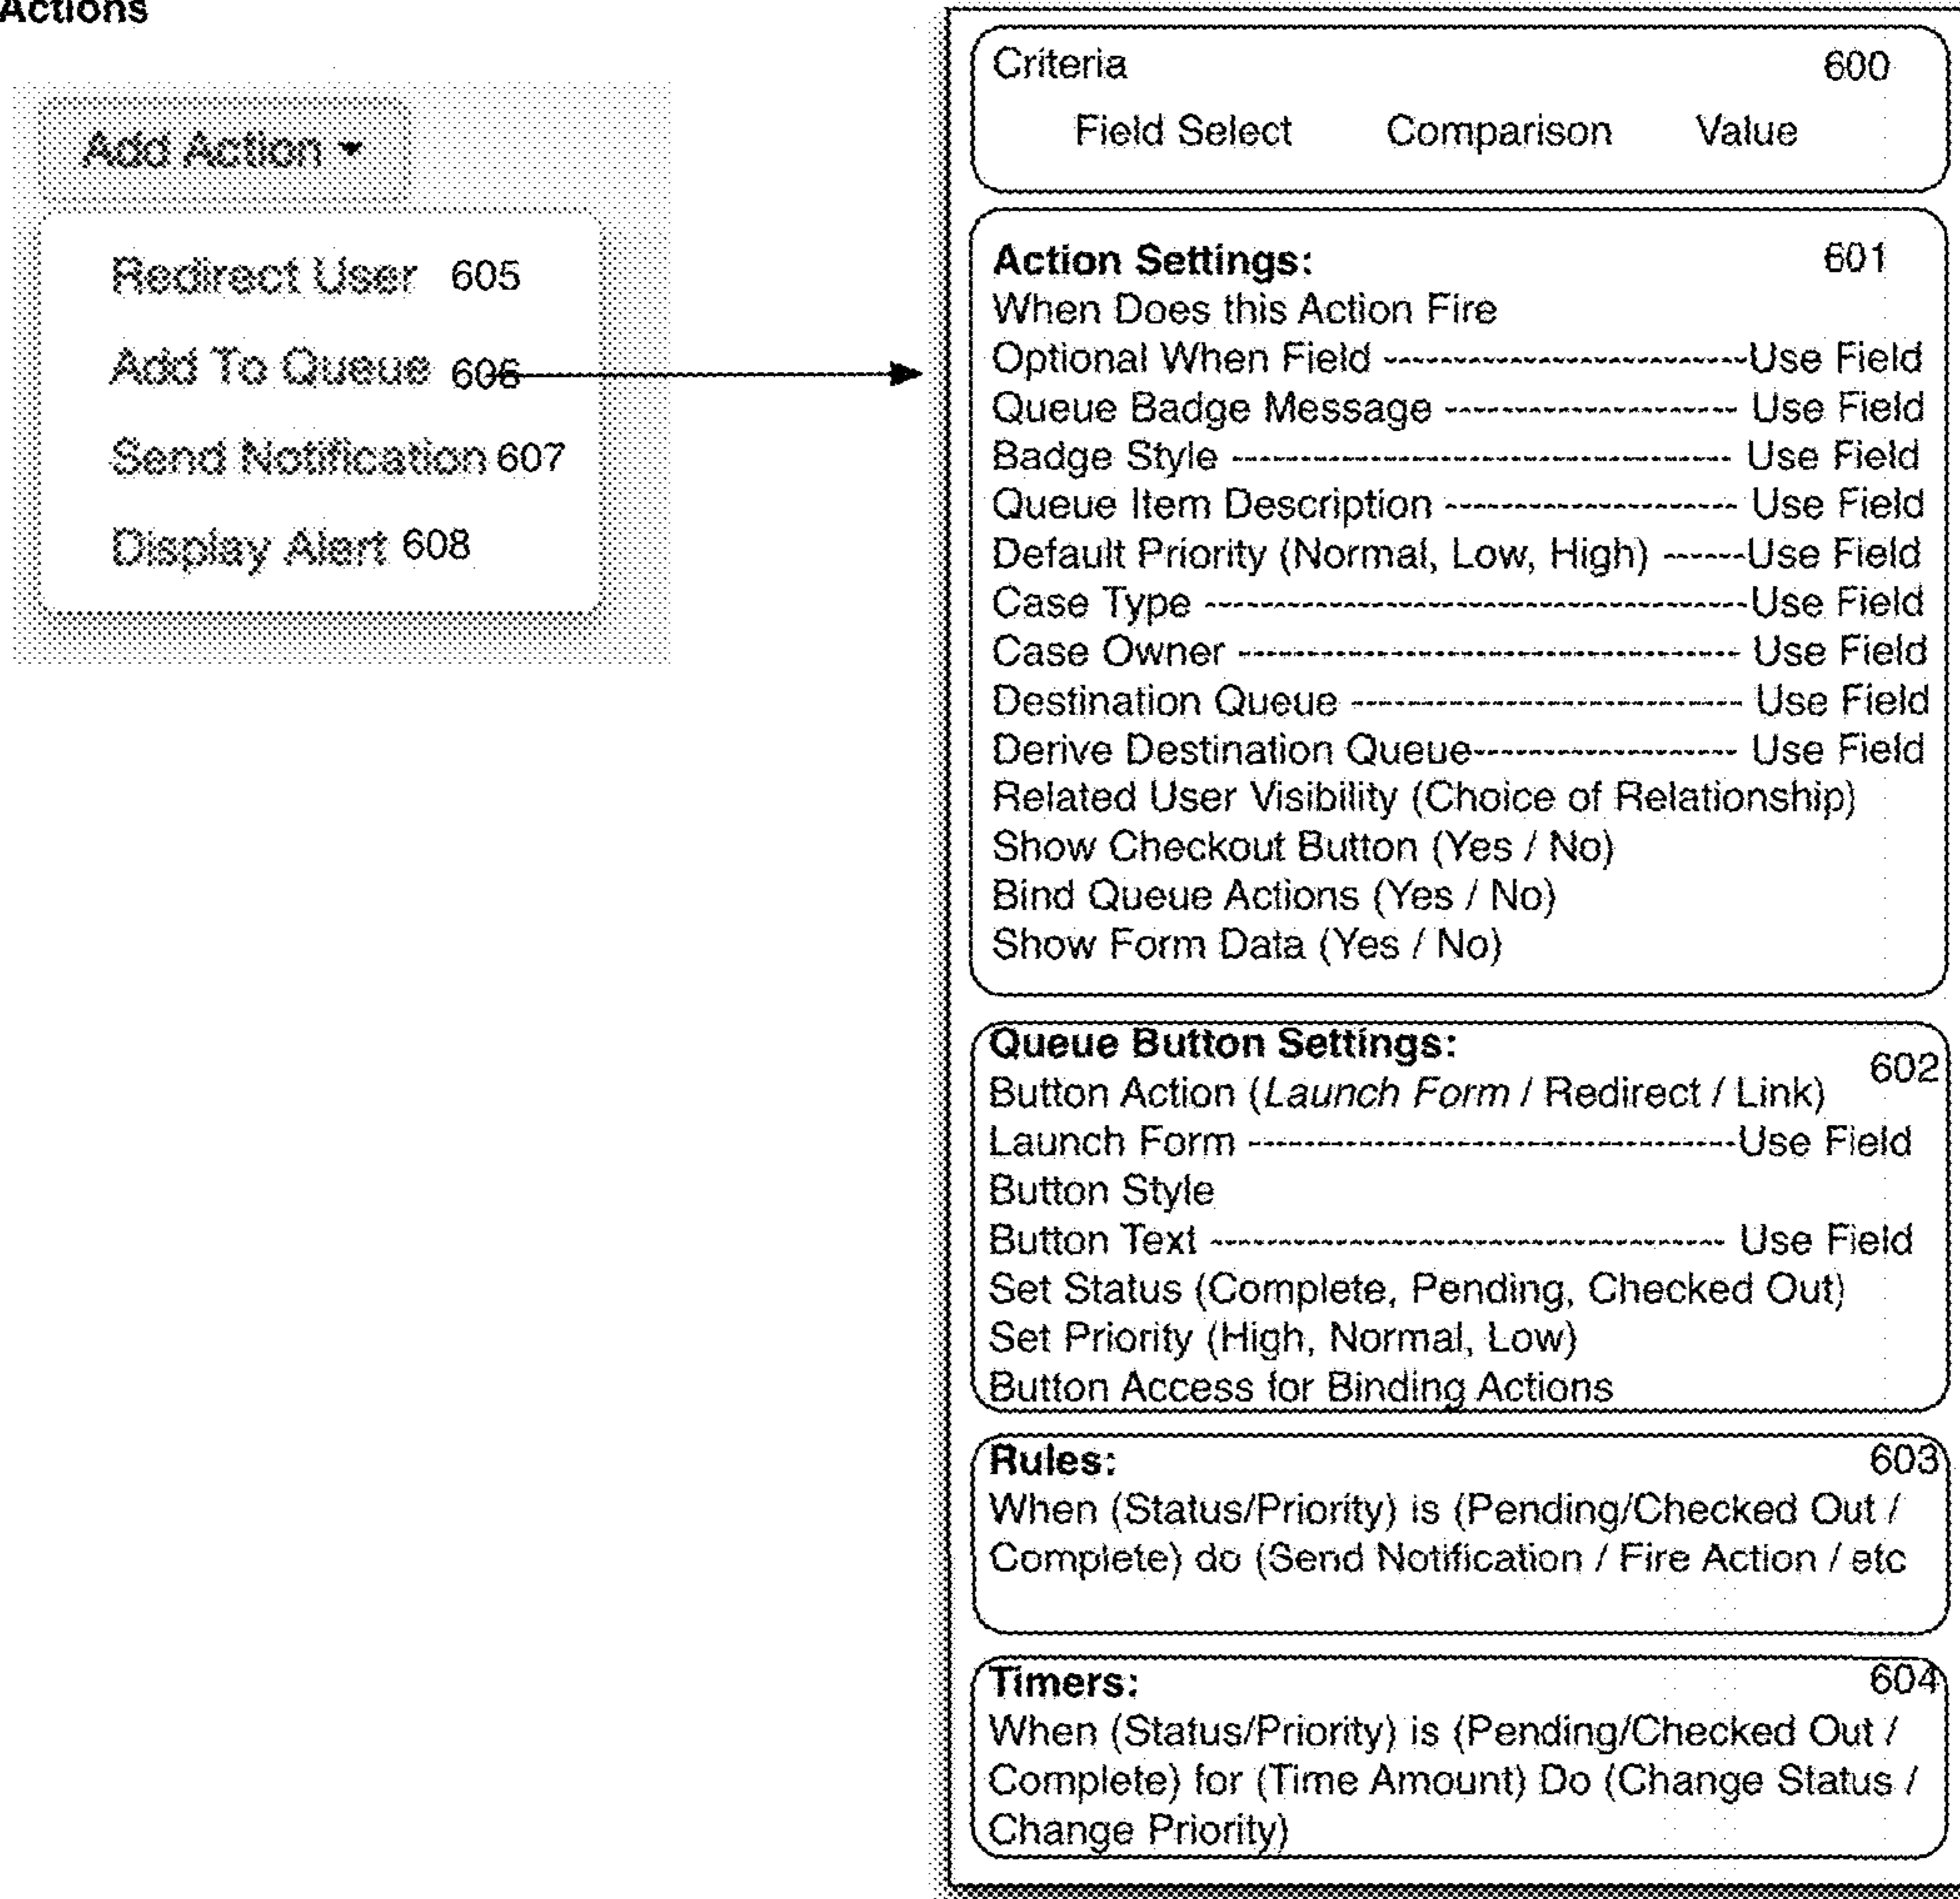 Actions
Add Action
Redirect User 605
Add To Queue 606
Send Notification 607
Display Alert 608
Criteria 600
Field Select Comparison Value
Action Settings: 601
When Does this Action Fire
Optional When Field -------------------------Use Field
Queue Badge Message -------------------- Use Field
Badge Style ---------------------------------- Use Field
Queue Item Description -------------------- Use Field
Default Priority (Normal, Low, High) ------Use Field
Case Type -------------------------------------Use Field
Case Owner ---------------------------------- Use Field
Destination Queue --------------------------- Use Field
Derive Destination Queue------------------ Use Field
Related User Visibility (Choice of Relationship)
Show Checkout Button (Yes / No)
Bind Queue Actions (Yes / No)
Show Form Data (Yes / No)
Queue Button Settings: 602
Button Action (Launch Form / Redirect / Link)
Launch Form ---------------------------------Use Field
Button Style
Button Text ----------------------------------- Use Field
Set Status (Complete, Pending, Checked Out)
Set Priority (High, Normal, Low)
Button Access for Binding Actions
Rules: 603
When (Status/Priority) is (Pending/Checked Out /
Complete) do (Send Notification / Fire Action / etc
Timers: 604
When (Status/Priority) is (Pending/Checked Out /
Complete) for (Time Amount) Do (Change Status /
Change Priority)